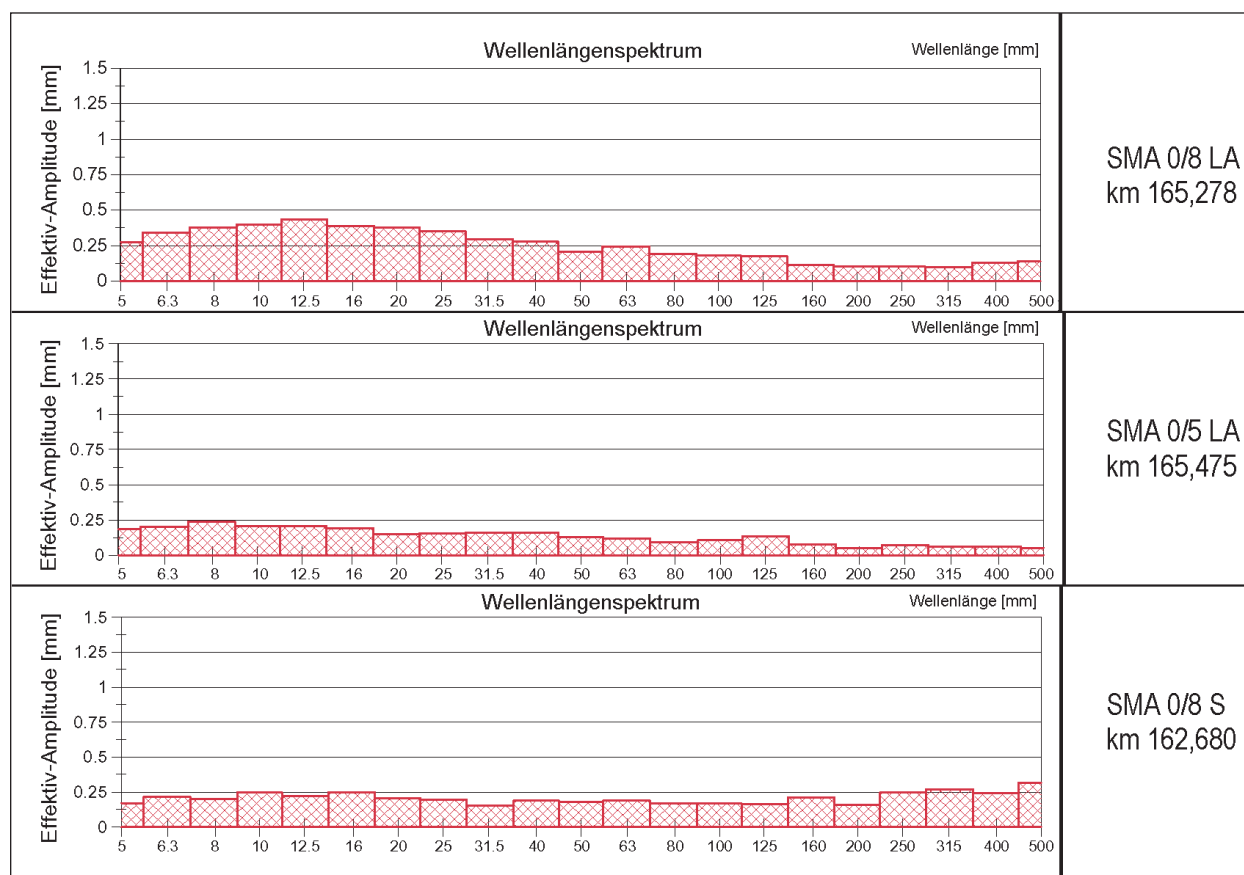 Wellenlängenspektrum
Wellenlänge [mm]
Effektiv-Amplitude [mm]
1.5
1.25
1
0.75
0.5
0.25
0
5 6.3 8 10 12.5 16 20 25 31.5 40 50 63 80 100 125 160 200 250 315 400 500
SMA 0/8 LA
km 165,278
Wellenlängenspektrum
Wellenlänge [mm]
Effektiv-Amplitude [mm]
1.5
1.25
1
0.75
0.5
0.25
0
5 6.3 8 10 12.5 16 20 25 31.5 40 50 63 80 100 125 160 200 250 315 400 500
SMA 0/5 LA
km 165,475
Wellenlängenspektrum
Wellenlänge [mm]
Effektiv-Amplitude [mm]
1.5
1.25
1
0.75
0.5
0.25
0
5 6.3 8 10 12.5 16 20 25 31.5 40 50 63 80 100 125 160 200 250 315 400 500
SMA 0/8 S
km 162,680